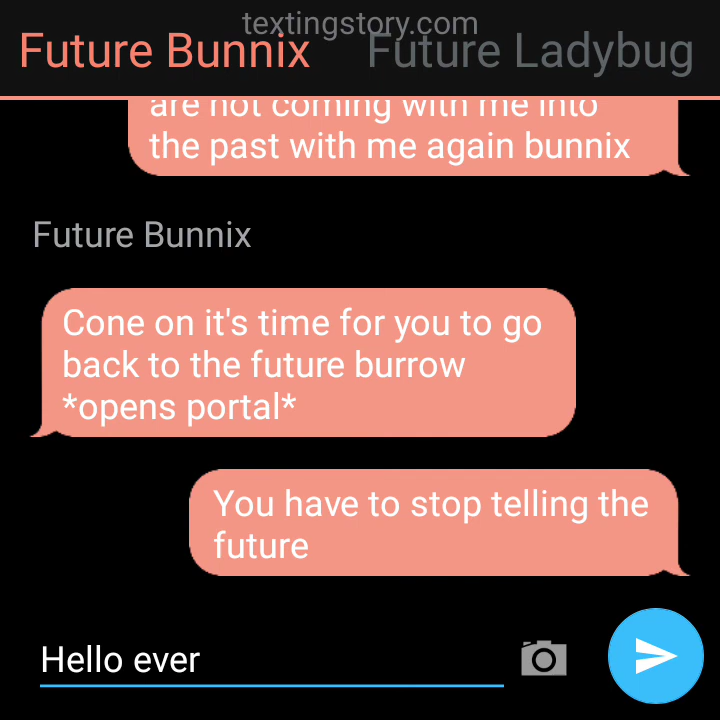 textingstory.com
Future Bunnix Future Ladybug
are not coming with me into
the past with me again bunnix
Future Bunnix
Cone on it's time for you to go
back to the future burrow
*opens portal*
You have to stop telling the
future
Hello ever